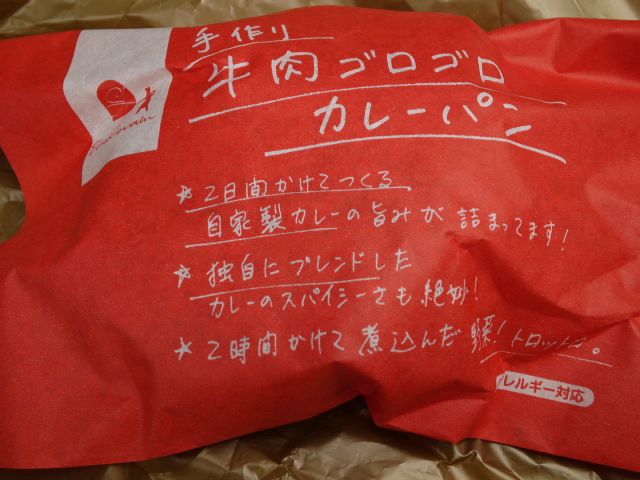 手作り
牛肉ゴロゴロ
カレーパン
★2日間かけてつくる
自家製カレーの旨みが詰まってます!
★独自にブレンドした
カレーのスパイシーさも絶妙!
★2時間かけて煮込んだ野菜!トロットロ。
レルギー対応